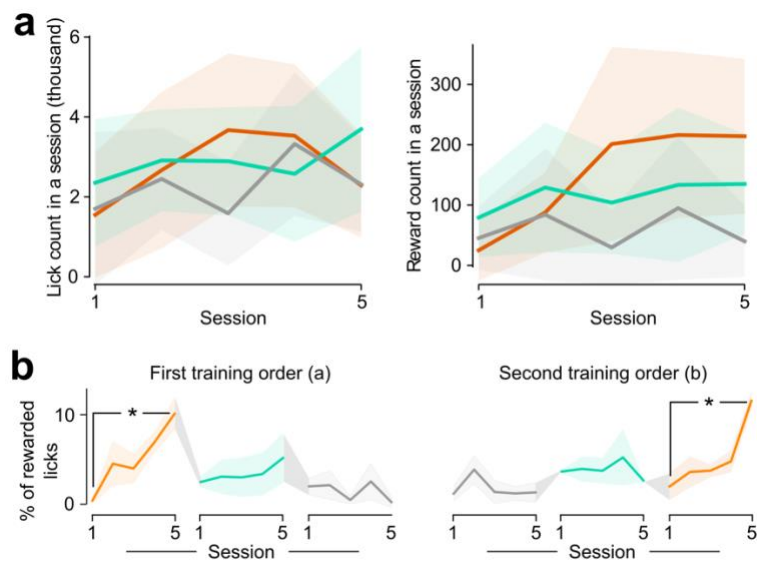 a
Lick count in a session (thousand)
6
4
2
0
1
5
Session
Reward count in a session
300
200
100
0
1
5
Session
b
First training order (a)
% of rewarded
licks
10
0
*
1
5
1
5
1
5
Session
Second training order (b)
*
1
5
1
5
1
5
Session